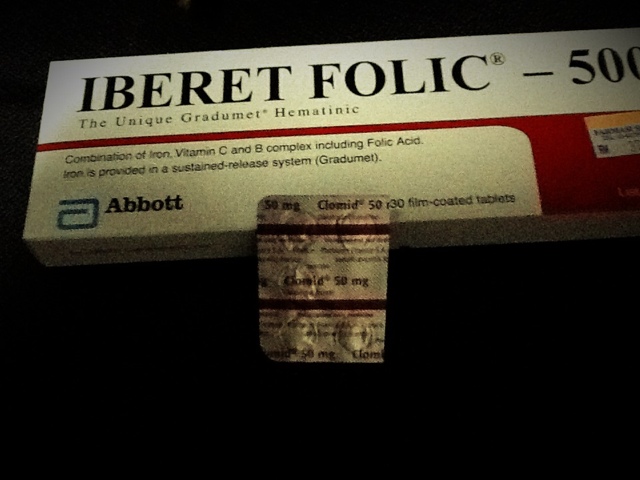 IBERET FOLIC® – 500
The Unique Gradumet® Hematinic
Combination of Iron, Vitamin C and B complex including Folic Acid.
Iron is provided in a sustained-release system (Gradumet).
Abbott
30 film-coated tablets
50 mg Clomid® 50
Clomid® 50 mg
50 mg Clomi